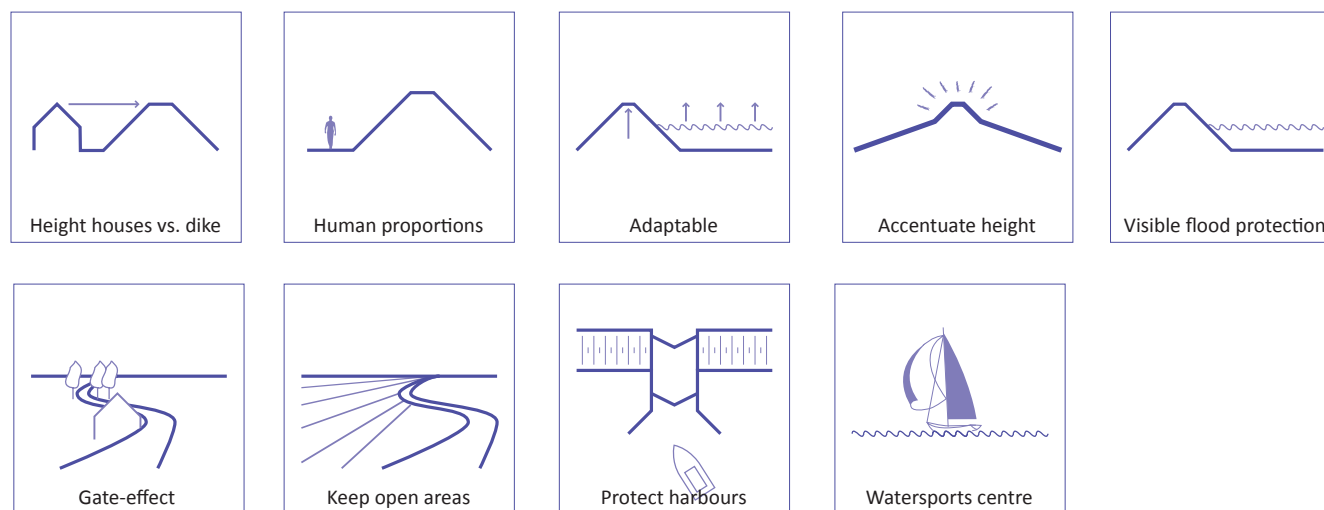 Height houses vs. dike
Human proportions
Adaptable
Accentuate height
Visible flood protection
Gate-effect
Keep open areas
Protect harbours
Watersports centre